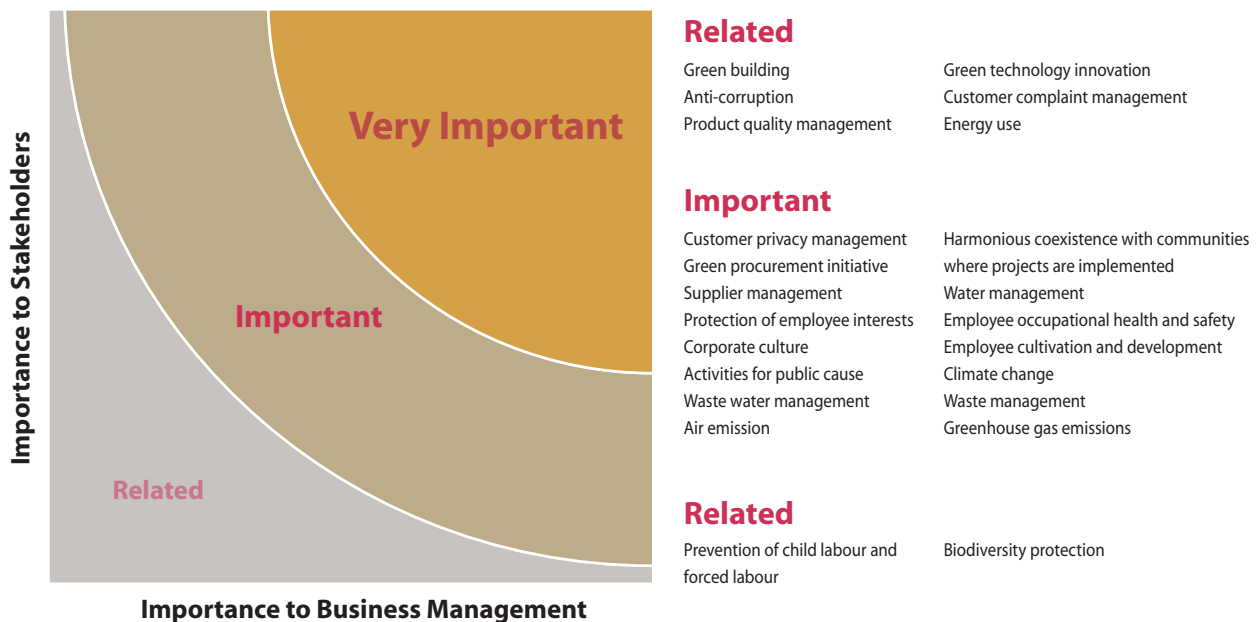 Importance to Stakeholders
Very Important
Important
Related
Importance to Business Management
Related
Green building
Anti-corruption
Product quality management
Green technology innovation
Customer complaint management
Energy use
Important
Customer privacy management
Green procurement initiative
Supplier management
Protection of employee interests
Corporate culture
Activities for public cause
Waste water management
Air emission
Harmonious coexistence with communities
where projects are implemented
Water management
Employee occupational health and safety
Employee cultivation and development
Climate change
Waste management
Greenhouse gas emissions
Related
Prevention of child labour and
forced labour
Biodiversity protection